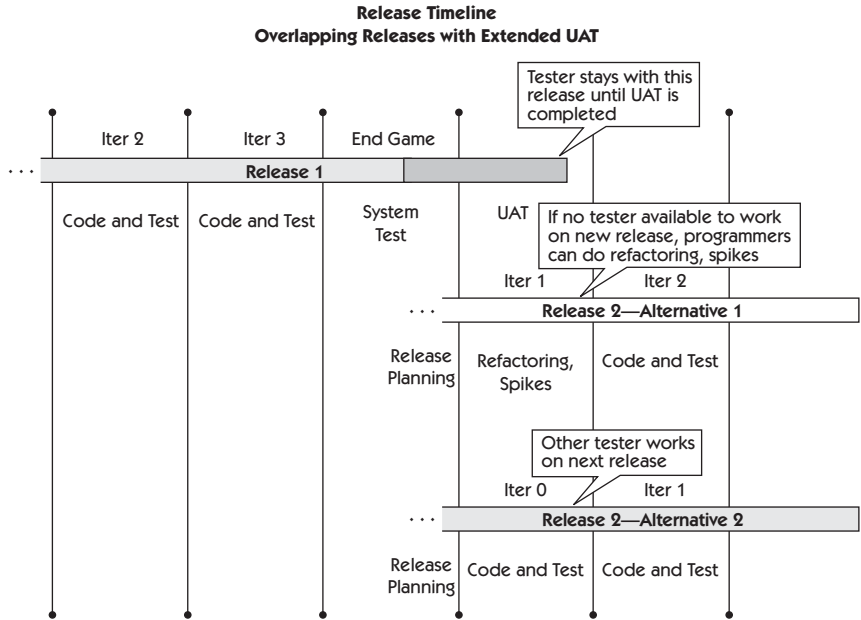 Release Timeline
Overlapping Releases with Extended UAT
Tester stays with this
release until UAT is
completed
Iter 2
Iter 3
End Game
. . .
Release 1
Code and Test
Code and Test
System
Test
UAT
If no tester available to work
on new release, programmers
can do refactoring, spikes
Iter 1
Iter 2
. . .
Release 2—Alternative 1
Release
Planning
Refactoring,
Spikes
Code and Test
Other tester works
on next release
Iter 0
Iter 1
. . .
Release 2—Alternative 2
Release
Planning
Code and Test
Code and Test